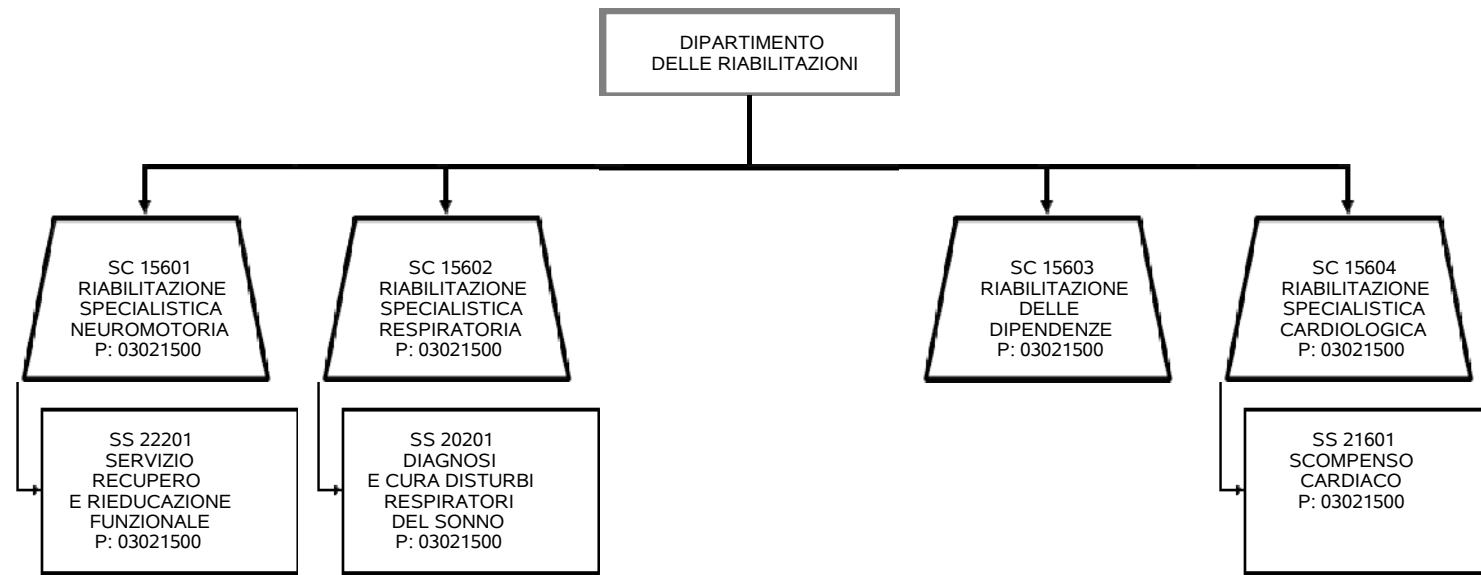 DIPARTIMENTO
DELLE RIABILITAZIONI
SC 15601
RIABILITAZIONE
SPECIALISTICA
NEUROMOTORIA
P: 03021500
SC 15602
RIABILITAZIONE
SPECIALISTICA
RESPIRATORIA
P: 03021500
SC 15603
RIABILITAZIONE
DELLE
DIPENDENZE
P: 03021500
SC 15604
RIABILITAZIONE
SPECIALISTICA
CARDIOLOGICA
P: 03021500
SS 22201
SERVIZIO
RECUPERO
E RIEDUCAZIONE
FUNZIONALE
P: 03021500
SS 20201
DIAGNOSI
E CURA DISTURBI
RESPIRATORI
DEL SONNO
P: 03021500
SS 21601
SCOMPENSO
CARDIACO
P: 03021500